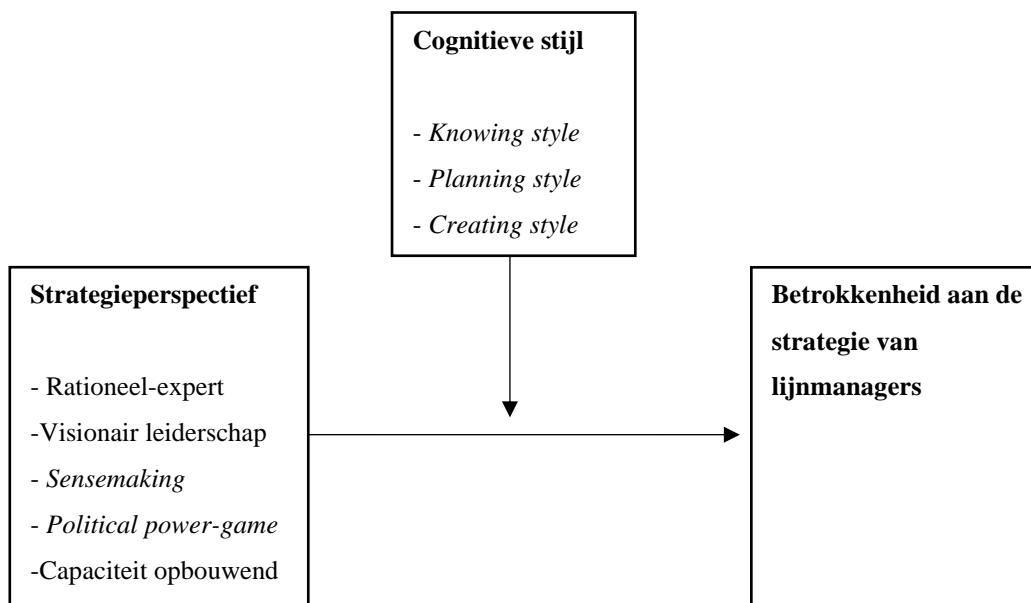 Cognitieve stijl
- Knowing style
- Planning style
- Creating style
Strategieperspectief
- Rationeel-expert
-Visionair leiderschap
- Sensemaking
- Political power-game
-Capaciteit opbouwend
Betrokkenheid aan de
strategie van
lijnmanagers